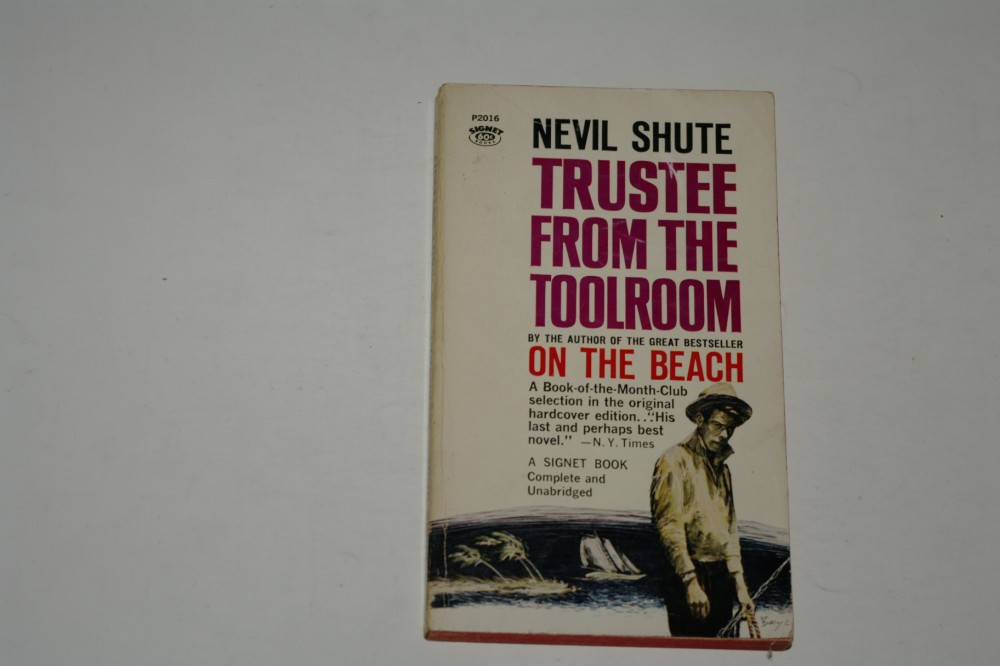 P2016
SIGNET
60¢
BOOKS
NEVIL SHUTE
TRUSTEE
FROM THE
TOOLROOM
BY THE AUTHOR OF THE GREAT BESTSELLER
ON THE BEACH
A Book-of-the-Month-Club
selection in the original
hardcover edition..."His
last and perhaps best
novel." —N. Y. Times
A SIGNET BOOK
Complete and
Unabridged